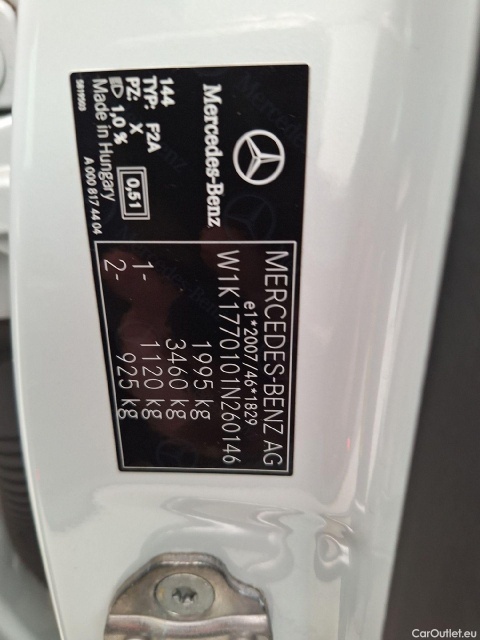 Mercedes-Benz
144
TYP: F2A
PZ: X
1,0 %
Made in Hungary
5819503
0,51
A 000 817 44 04
MERCEDES-BENZ AG
e1*2007/46*1829
W1K1770101N260146
1995 kg
3460 kg
1- 1120 kg
2- 925 kg
CarOutlet.eu